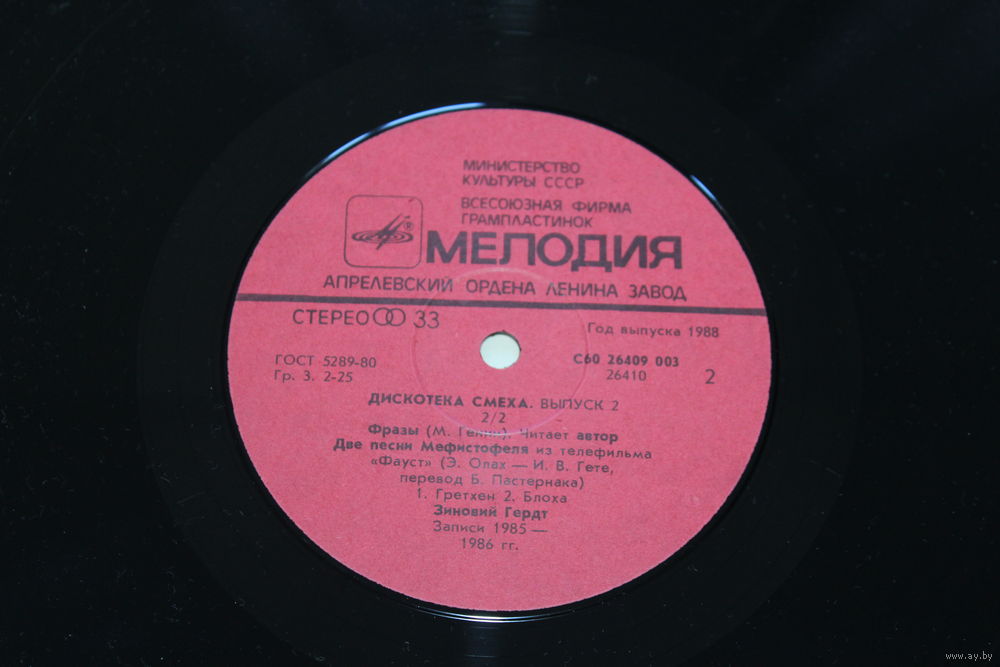 МИНИСТЕРСТВО
КУЛЬТУРЫ СССР
ВСЕСОЮЗНАЯ ФИРМА
ГРАМПЛАСТИНОК
®
МЕЛОДИЯ
АПРЕЛЕВСКИЙ ОРДЕНА ЛЕНИНА ЗАВОД
СТЕРЕО 33
Год выпуска 1988
ГОСТ 5289-80
Гр. 3. 2-25
С60 26409 003
26410
2
ДИСКОТЕКА СМЕХА. ВЫПУСК 2
2/2
Фразы (М. Генин). Читает автор
Две песни Мефистофеля из телефильма
«Фауст» (Э. Олах — И. В. Гете,
перевод Б. Пастернака)
1. Гретхен 2. Блоха
Зиновий Гердт
Записи 1985 —
1986 гг.
www.ay.by